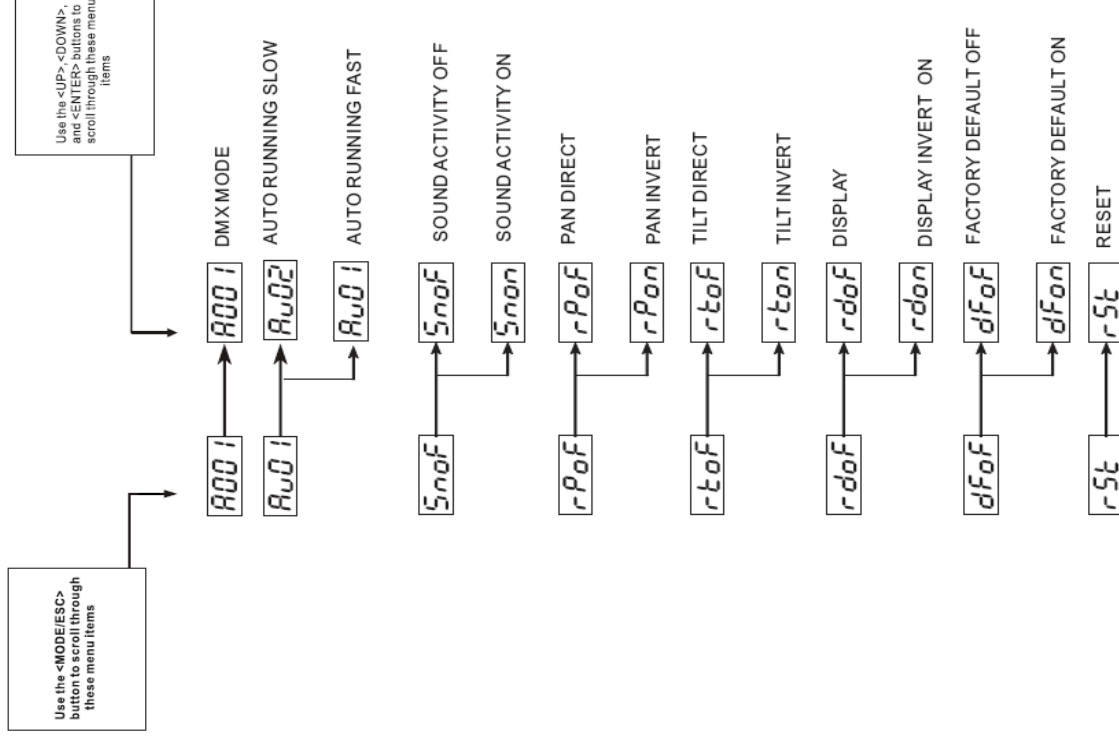 Use the <MODE/ESC>
button to scroll through
these menu items
Use the <UP>,<DOWN>,
and <ENTER> buttons to
scroll through these menu
items
A001 A001 DMX MODE
Au01 Au02 AUTO RUNNING SLOW
Au01 AUTO RUNNING FAST
SnoF SnoF SOUND ACTIVITY OFF
Snon SOUND ACTIVITY ON
rPoF rPoF PAN DIRECT
rPon PAN INVERT
rtoF rtoF TILT DIRECT
rton TILT INVERT
rdoF rdoF DISPLAY
rdon DISPLAY INVERT ON
dFoF dFoF FACTORY DEFAULT OFF
dFon FACTORY DEFAULT ON
rSt rSt RESET